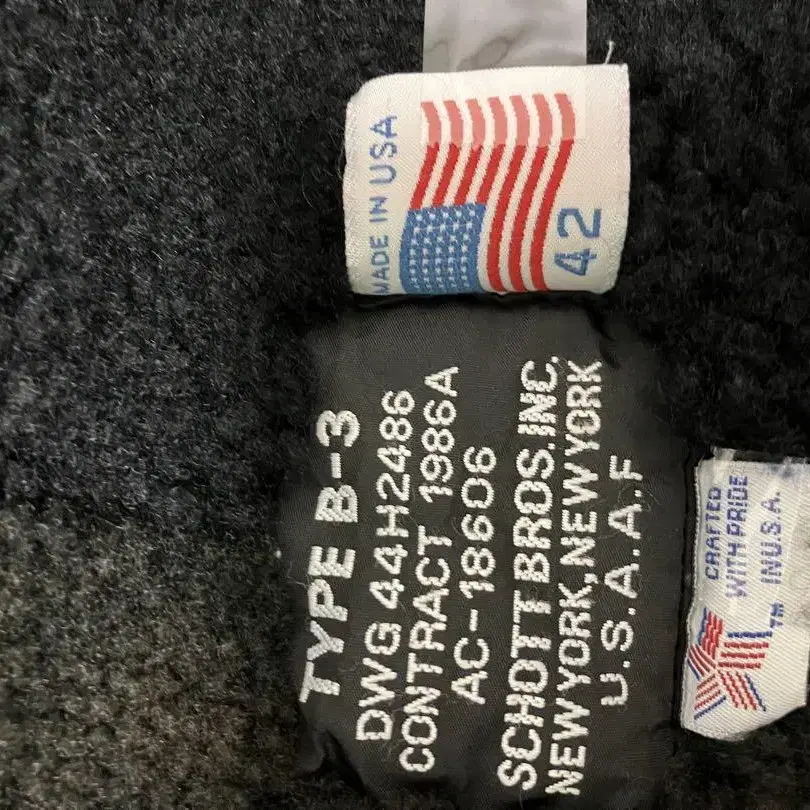 MADE IN USA
42
TYPE B-3
DWG 44H2486
CONTRACT 1986A
AC-18606
SCHOTT BROS.INC.
NEW YORK,NEW YORK
U.S.A.A.F
CRAFTED
WITH PRIDE
IN U.S.A.
TM